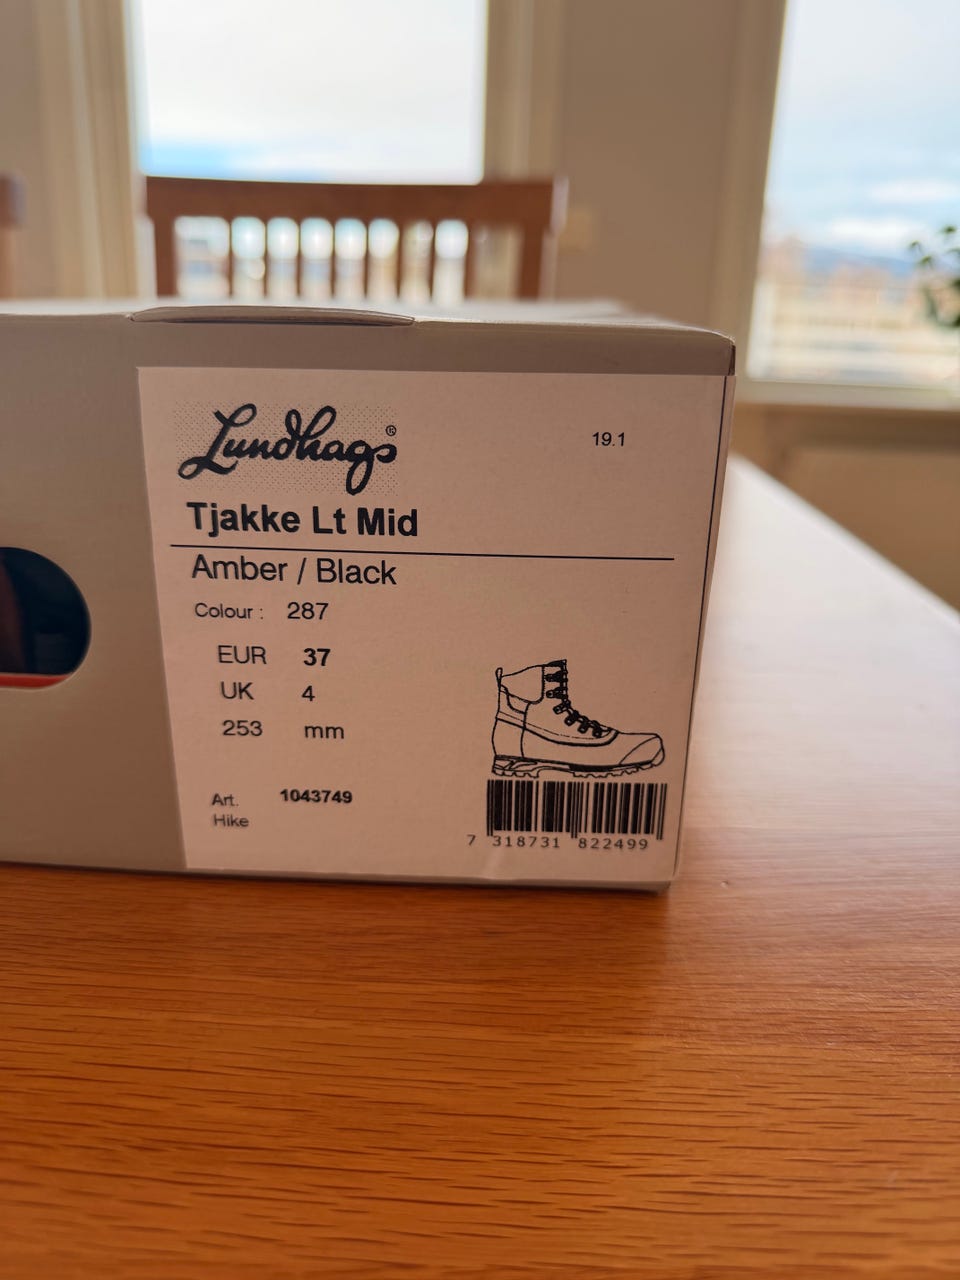 Lundhags®
19.1
Tjakke Lt Mid
Amber / Black
Colour : 287
EUR 37
UK 4
253 mm
Art. 1043749
Hike
7 318731 822499